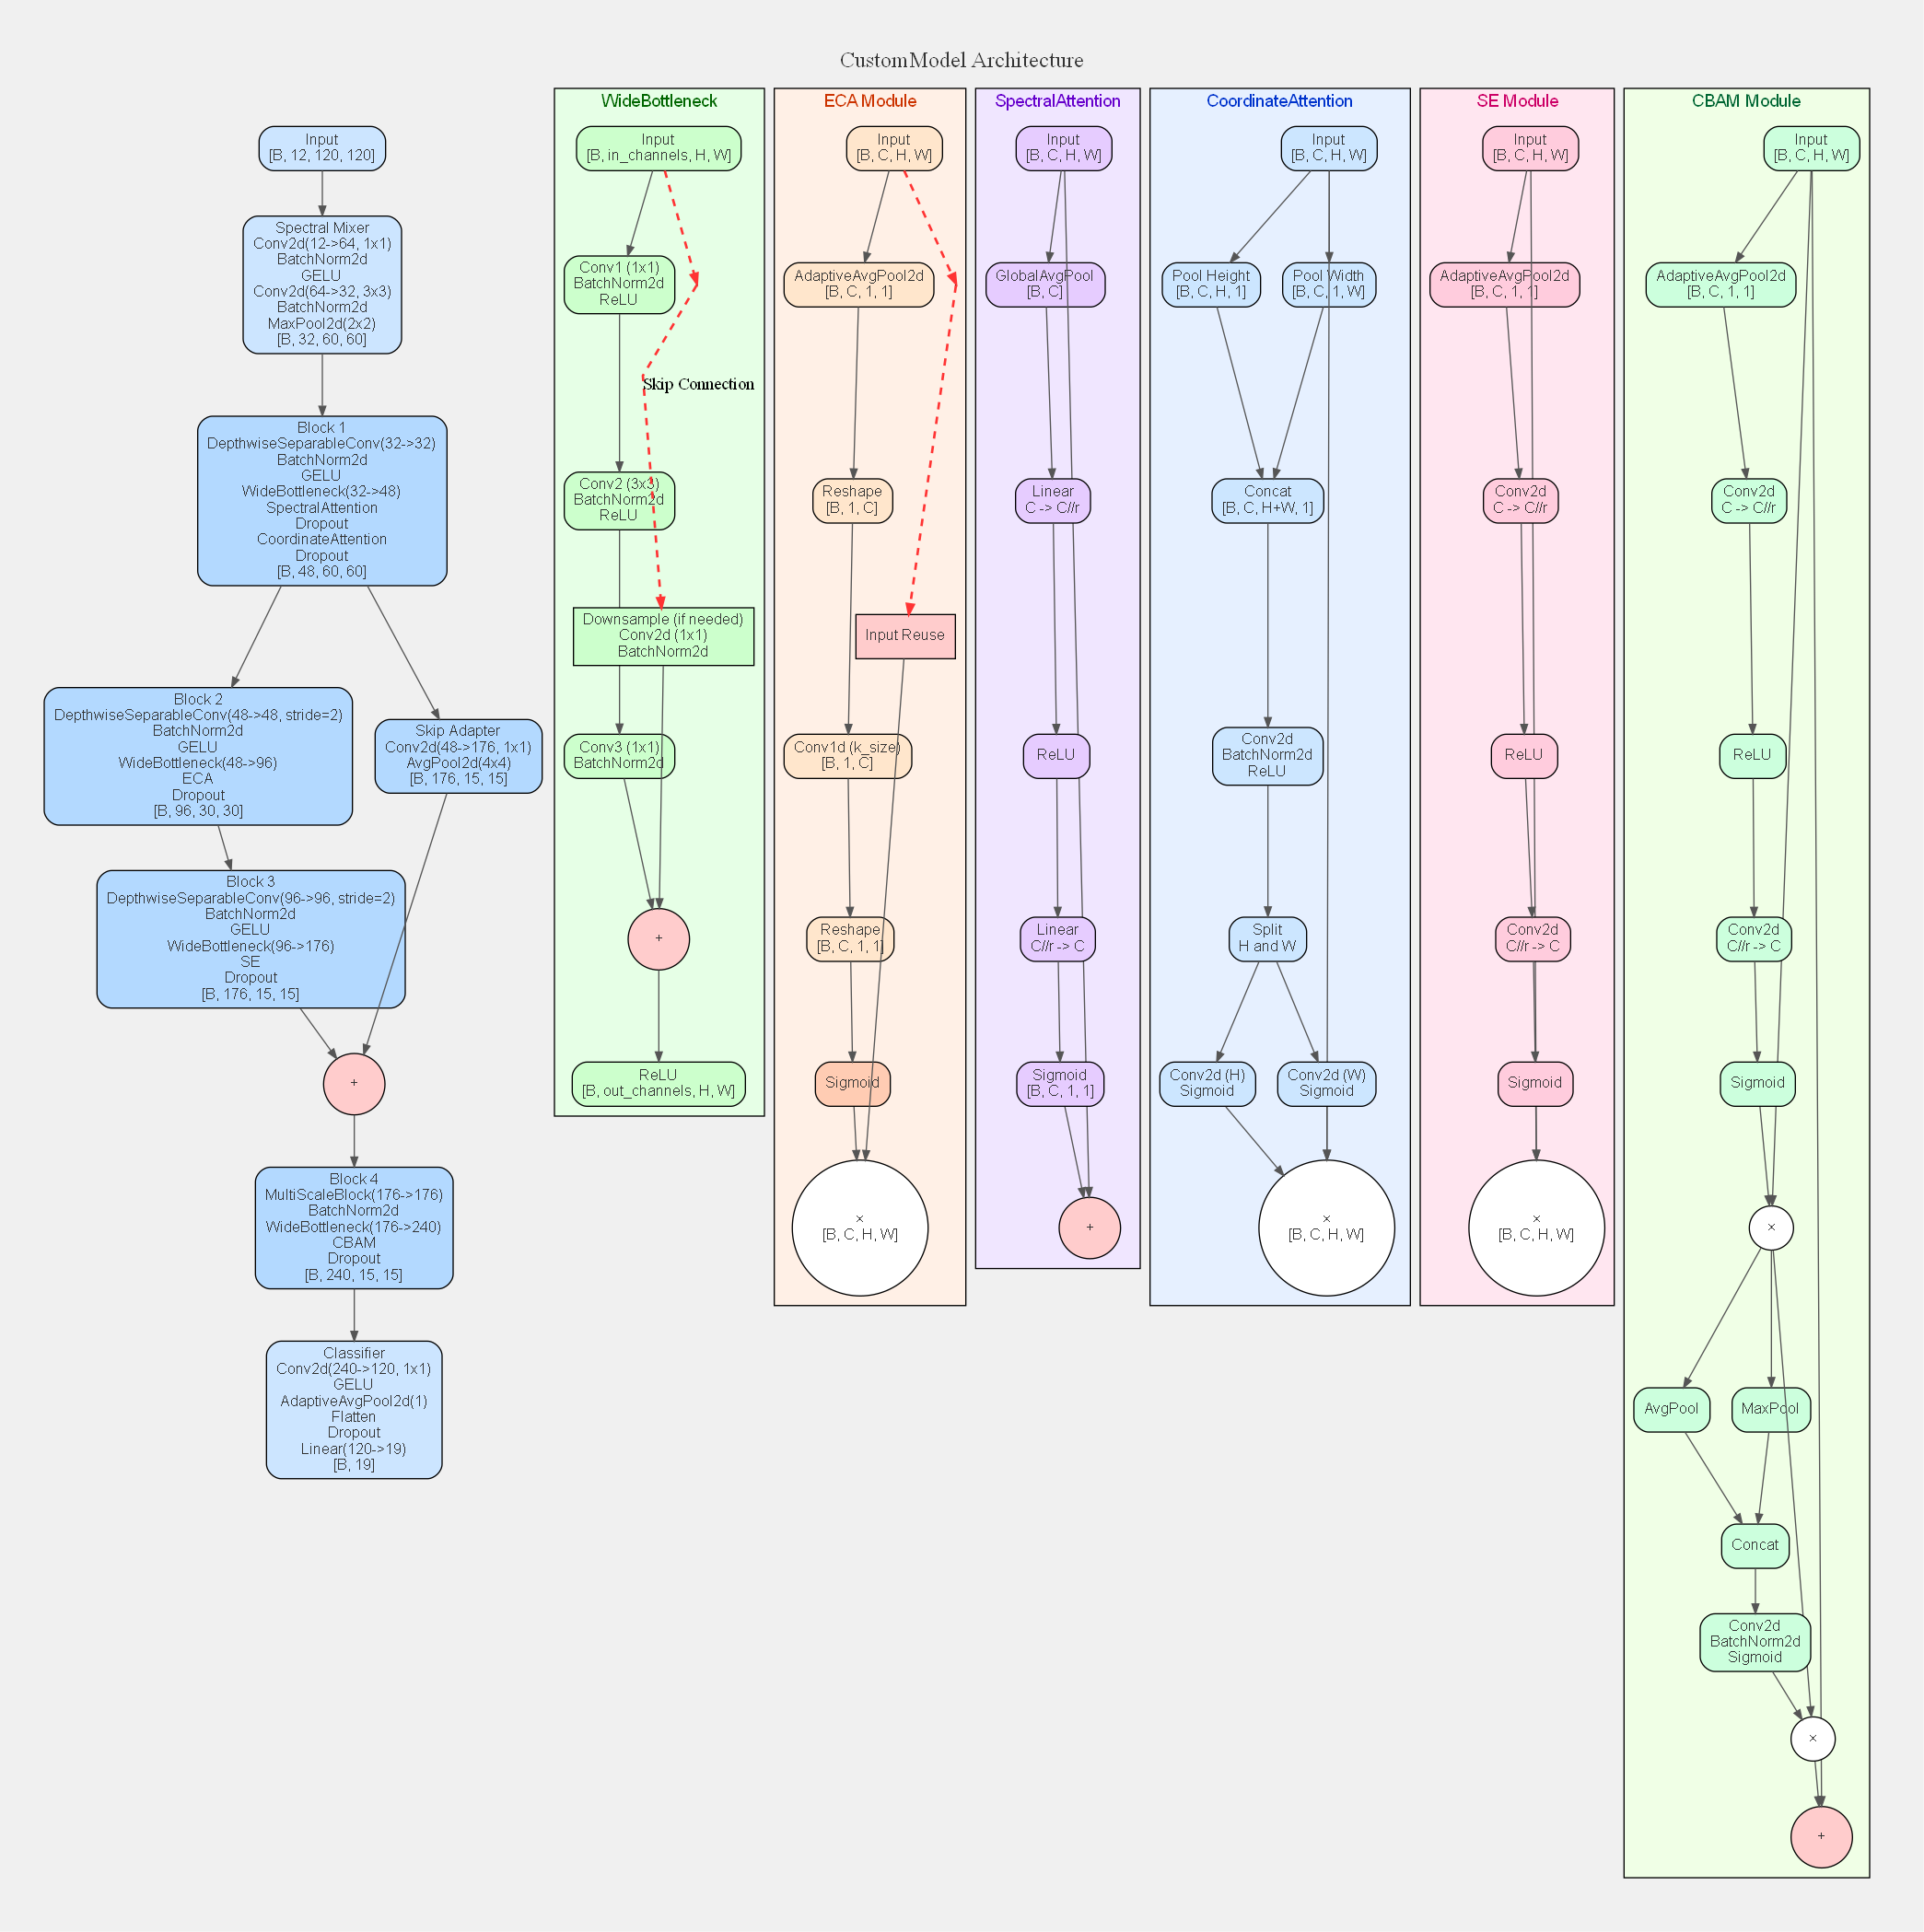 CustomModel Architecture
Input
[B, 12, 120, 120]
Spectral Mixer
Conv2d(12->64, 1x1)
BatchNorm2d
GELU
Conv2d(64->32, 3x3)
BatchNorm2d
MaxPool2d(2x2)
[B, 32, 60, 60]
Block 1
DepthwiseSeparableConv(32->32)
BatchNorm2d
GELU
WideBottleneck(32->48)
SpectralAttention
Dropout
CoordinateAttention
Dropout
[B, 48, 60, 60]
Block 2
DepthwiseSeparableConv(48->48, stride=2)
BatchNorm2d
GELU
WideBottleneck(48->96)
ECA
Dropout
[B, 96, 30, 30]
Skip Adapter
Conv2d(48->176, 1x1)
AvgPool2d(4x4)
[B, 176, 15, 15]
Block 3
DepthwiseSeparableConv(96->96, stride=2)
BatchNorm2d
GELU
WideBottleneck(96->176)
SE
Dropout
[B, 176, 15, 15]
+
Block 4
MultiScaleBlock(176->176)
BatchNorm2d
WideBottleneck(176->240)
CBAM
Dropout
[B, 240, 15, 15]
Classifier
Conv2d(240->120, 1x1)
GELU
AdaptiveAvgPool2d(1)
Flatten
Dropout
Linear(120->19)
[B, 19]
WideBottleneck
Input
[B, in_channels, H, W]
Conv1 (1x1)
BatchNorm2d
ReLU
Skip Connection
Conv2 (3x3)
BatchNorm2d
ReLU
Downsample (if needed)
Conv2d (1x1)
BatchNorm2d
Conv3 (1x1)
BatchNorm2d
+
ReLU
[B, out_channels, H, W]
ECA Module
Input
[B, C, H, W]
AdaptiveAvgPool2d
[B, C, 1, 1]
Reshape
[B, 1, C]
Input Reuse
Conv1d (k_size)
[B, 1, C]
Reshape
[B, C, 1, 1]
Sigmoid
×
[B, C, H, W]
SpectralAttention
Input
[B, C, H, W]
GlobalAvgPool
[B, C]
Linear
C -> C//r
ReLU
Linear
C//r -> C
Sigmoid
[B, C, 1, 1]
+
CoordinateAttention
Input
[B, C, H, W]
Pool Height
[B, C, H, 1]
Pool Width
[B, C, 1, W]
Concat
[B, C, H+W, 1]
Conv2d
BatchNorm2d
ReLU
Split
H and W
Conv2d (H)
Sigmoid
Conv2d (W)
Sigmoid
×
[B, C, H, W]
SE Module
Input
[B, C, H, W]
AdaptiveAvgPool2d
[B, C, 1, 1]
Conv2d
C -> C//r
ReLU
Conv2d
C//r -> C
Sigmoid
×
[B, C, H, W]
CBAM Module
Input
[B, C, H, W]
AdaptiveAvgPool2d
[B, C, 1, 1]
Conv2d
C -> C//r
ReLU
Conv2d
C//r -> C
Sigmoid
×
AvgPool
MaxPool
Concat
Conv2d
BatchNorm2d
Sigmoid
×
+